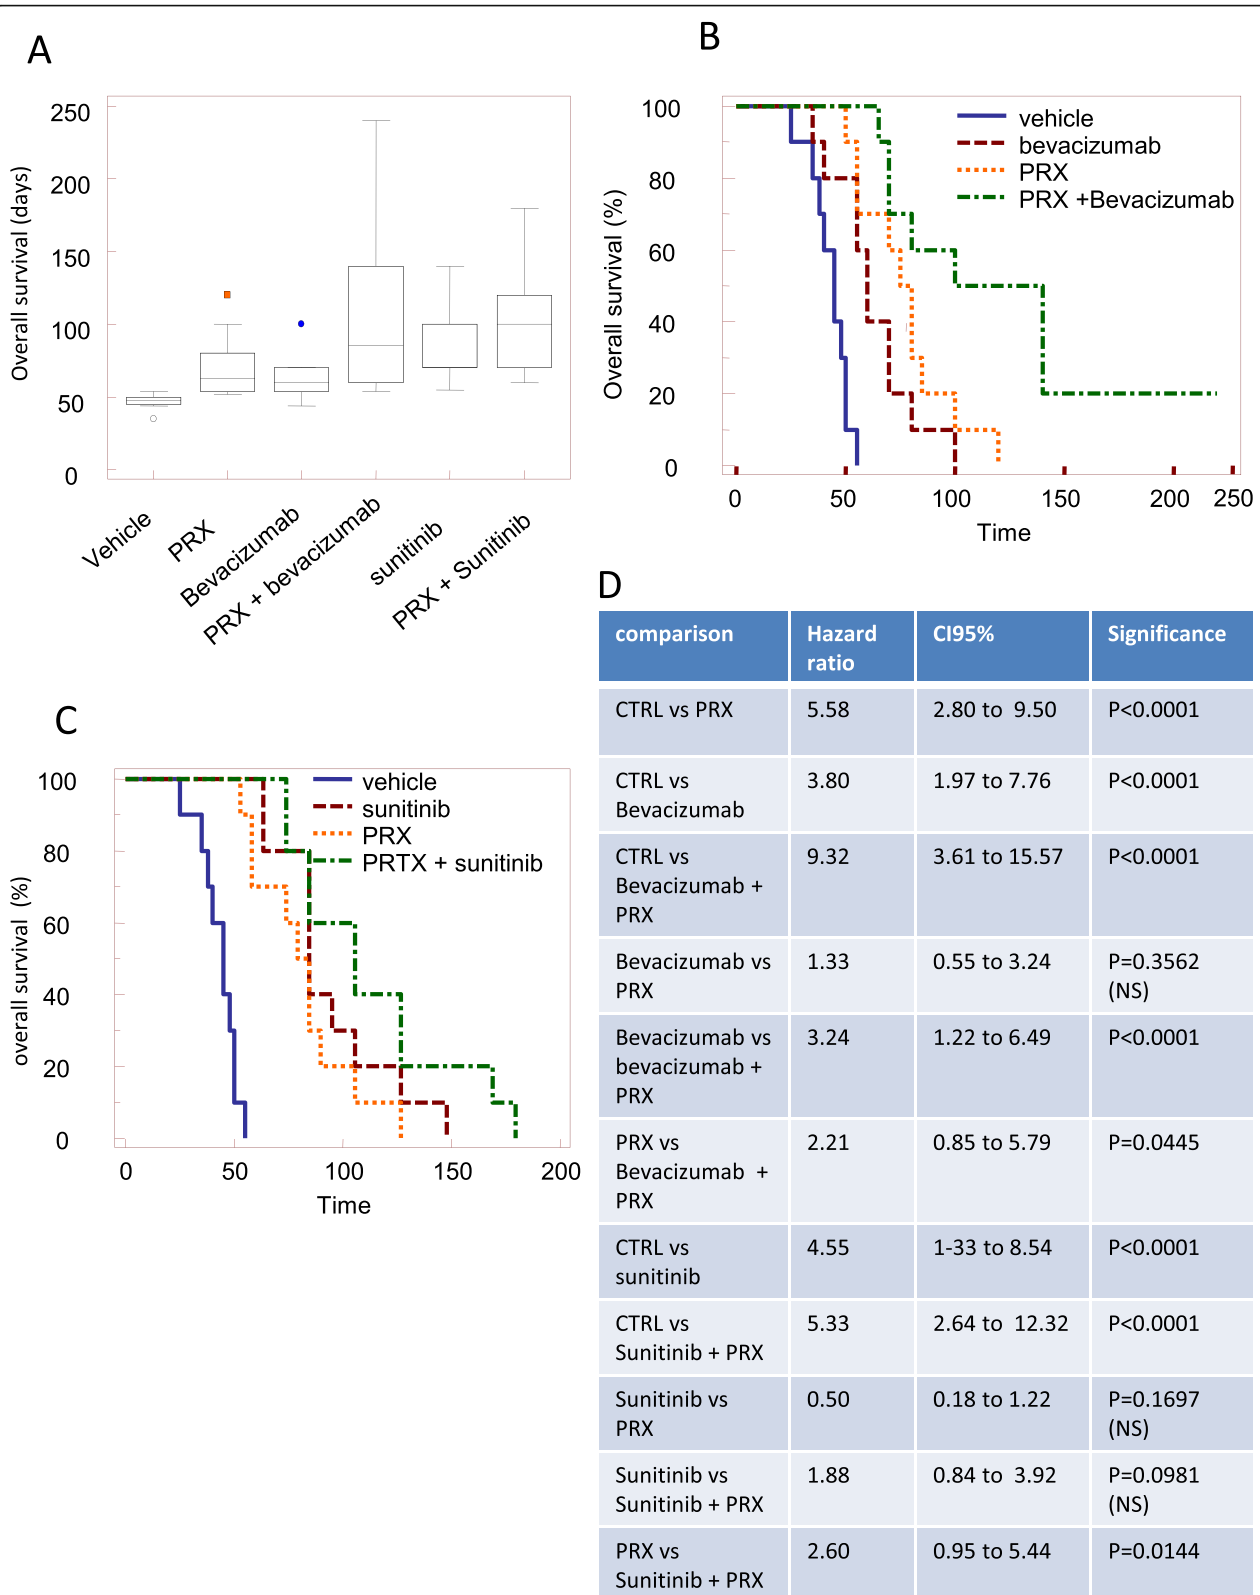 A
Overall survival (days)
250
200
150
100
50
0
Vehicle
PRX
Bevacizumab
PRX + bevacizumab
sunitinib
PRX + Sunitinib
B
Overall survival (%)
100
80
60
40
20
0
vehicle
bevacizumab
PRX
PRX +Bevacizumab
0 50 100 150 200 250
Time
C
overall survival (%)
100
80
60
40
20
0
vehicle
sunitinib
PRX
PRTX + sunitinib
0 50 100 150 200
Time
D
comparison Hazard CI95% Significance
ratio
CTRL vs PRX 5.58 2.80 to 9.50 P<0.0001
CTRL vs 3.80 1.97 to 7.76 P<0.0001
Bevacizumab
CTRL vs 9.32 3.61 to 15.57 P<0.0001
Bevacizumab +
PRX
Bevacizumab vs 1.33 0.55 to 3.24 P=0.3562
PRX (NS)
Bevacizumab vs 3.24 1.22 to 6.49 P<0.0001
bevacizumab +
PRX
PRX vs 2.21 0.85 to 5.79 P=0.0445
Bevacizumab +
PRX
CTRL vs 4.55 1-33 to 8.54 P<0.0001
sunitinib
CTRL vs 5.33 2.64 to 12.32 P<0.0001
Sunitinib + PRX
Sunitinib vs 0.50 0.18 to 1.22 P=0.1697
PRX (NS)
Sunitinib vs 1.88 0.84 to 3.92 P=0.0981
Sunitinib + PRX (NS)
PRX vs 2.60 0.95 to 5.44 P=0.0144
Sunitinib + PRX